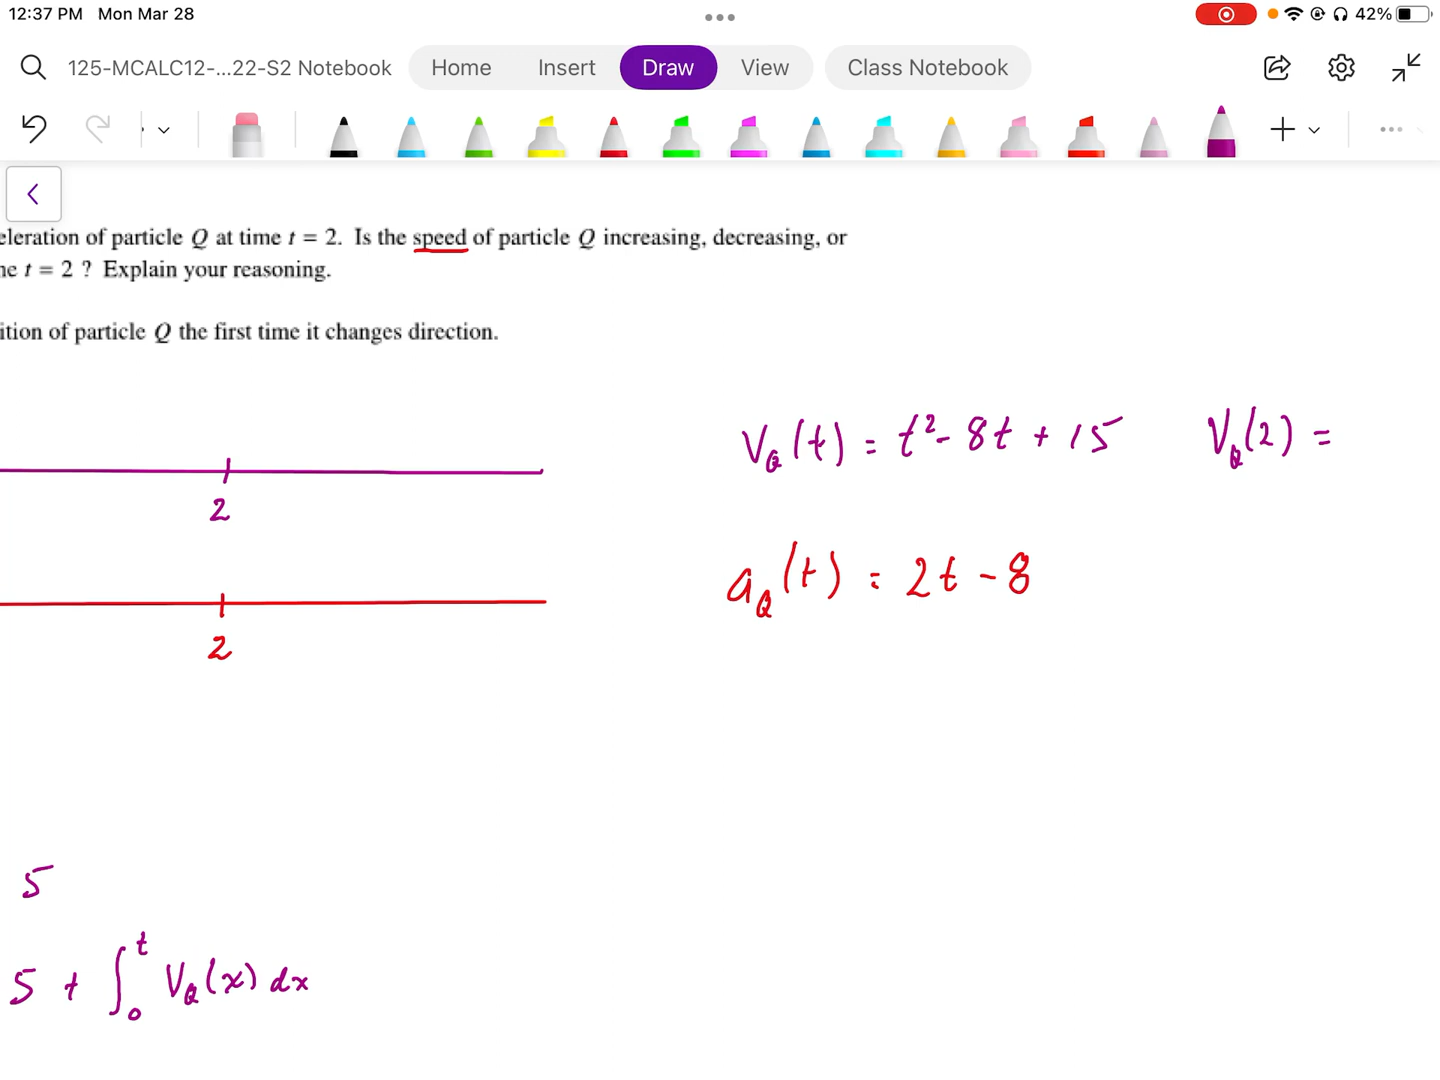 12:37 PM Mon Mar 28
42%
125-MCALC12-...22-S2 Notebook Home Insert Draw View Class Notebook
eleration of particle Q at time t = 2. Is the speed of particle Q increasing, decreasing, or
ne t = 2 ? Explain your reasoning.
ition of particle Q the first time it changes direction.
V_Q(t) = t² - 8t + 15 V_Q(2) =
2
a_Q(t) = 2t - 8
2
5
5 + ∫₀ᵗ V_Q(x) dx